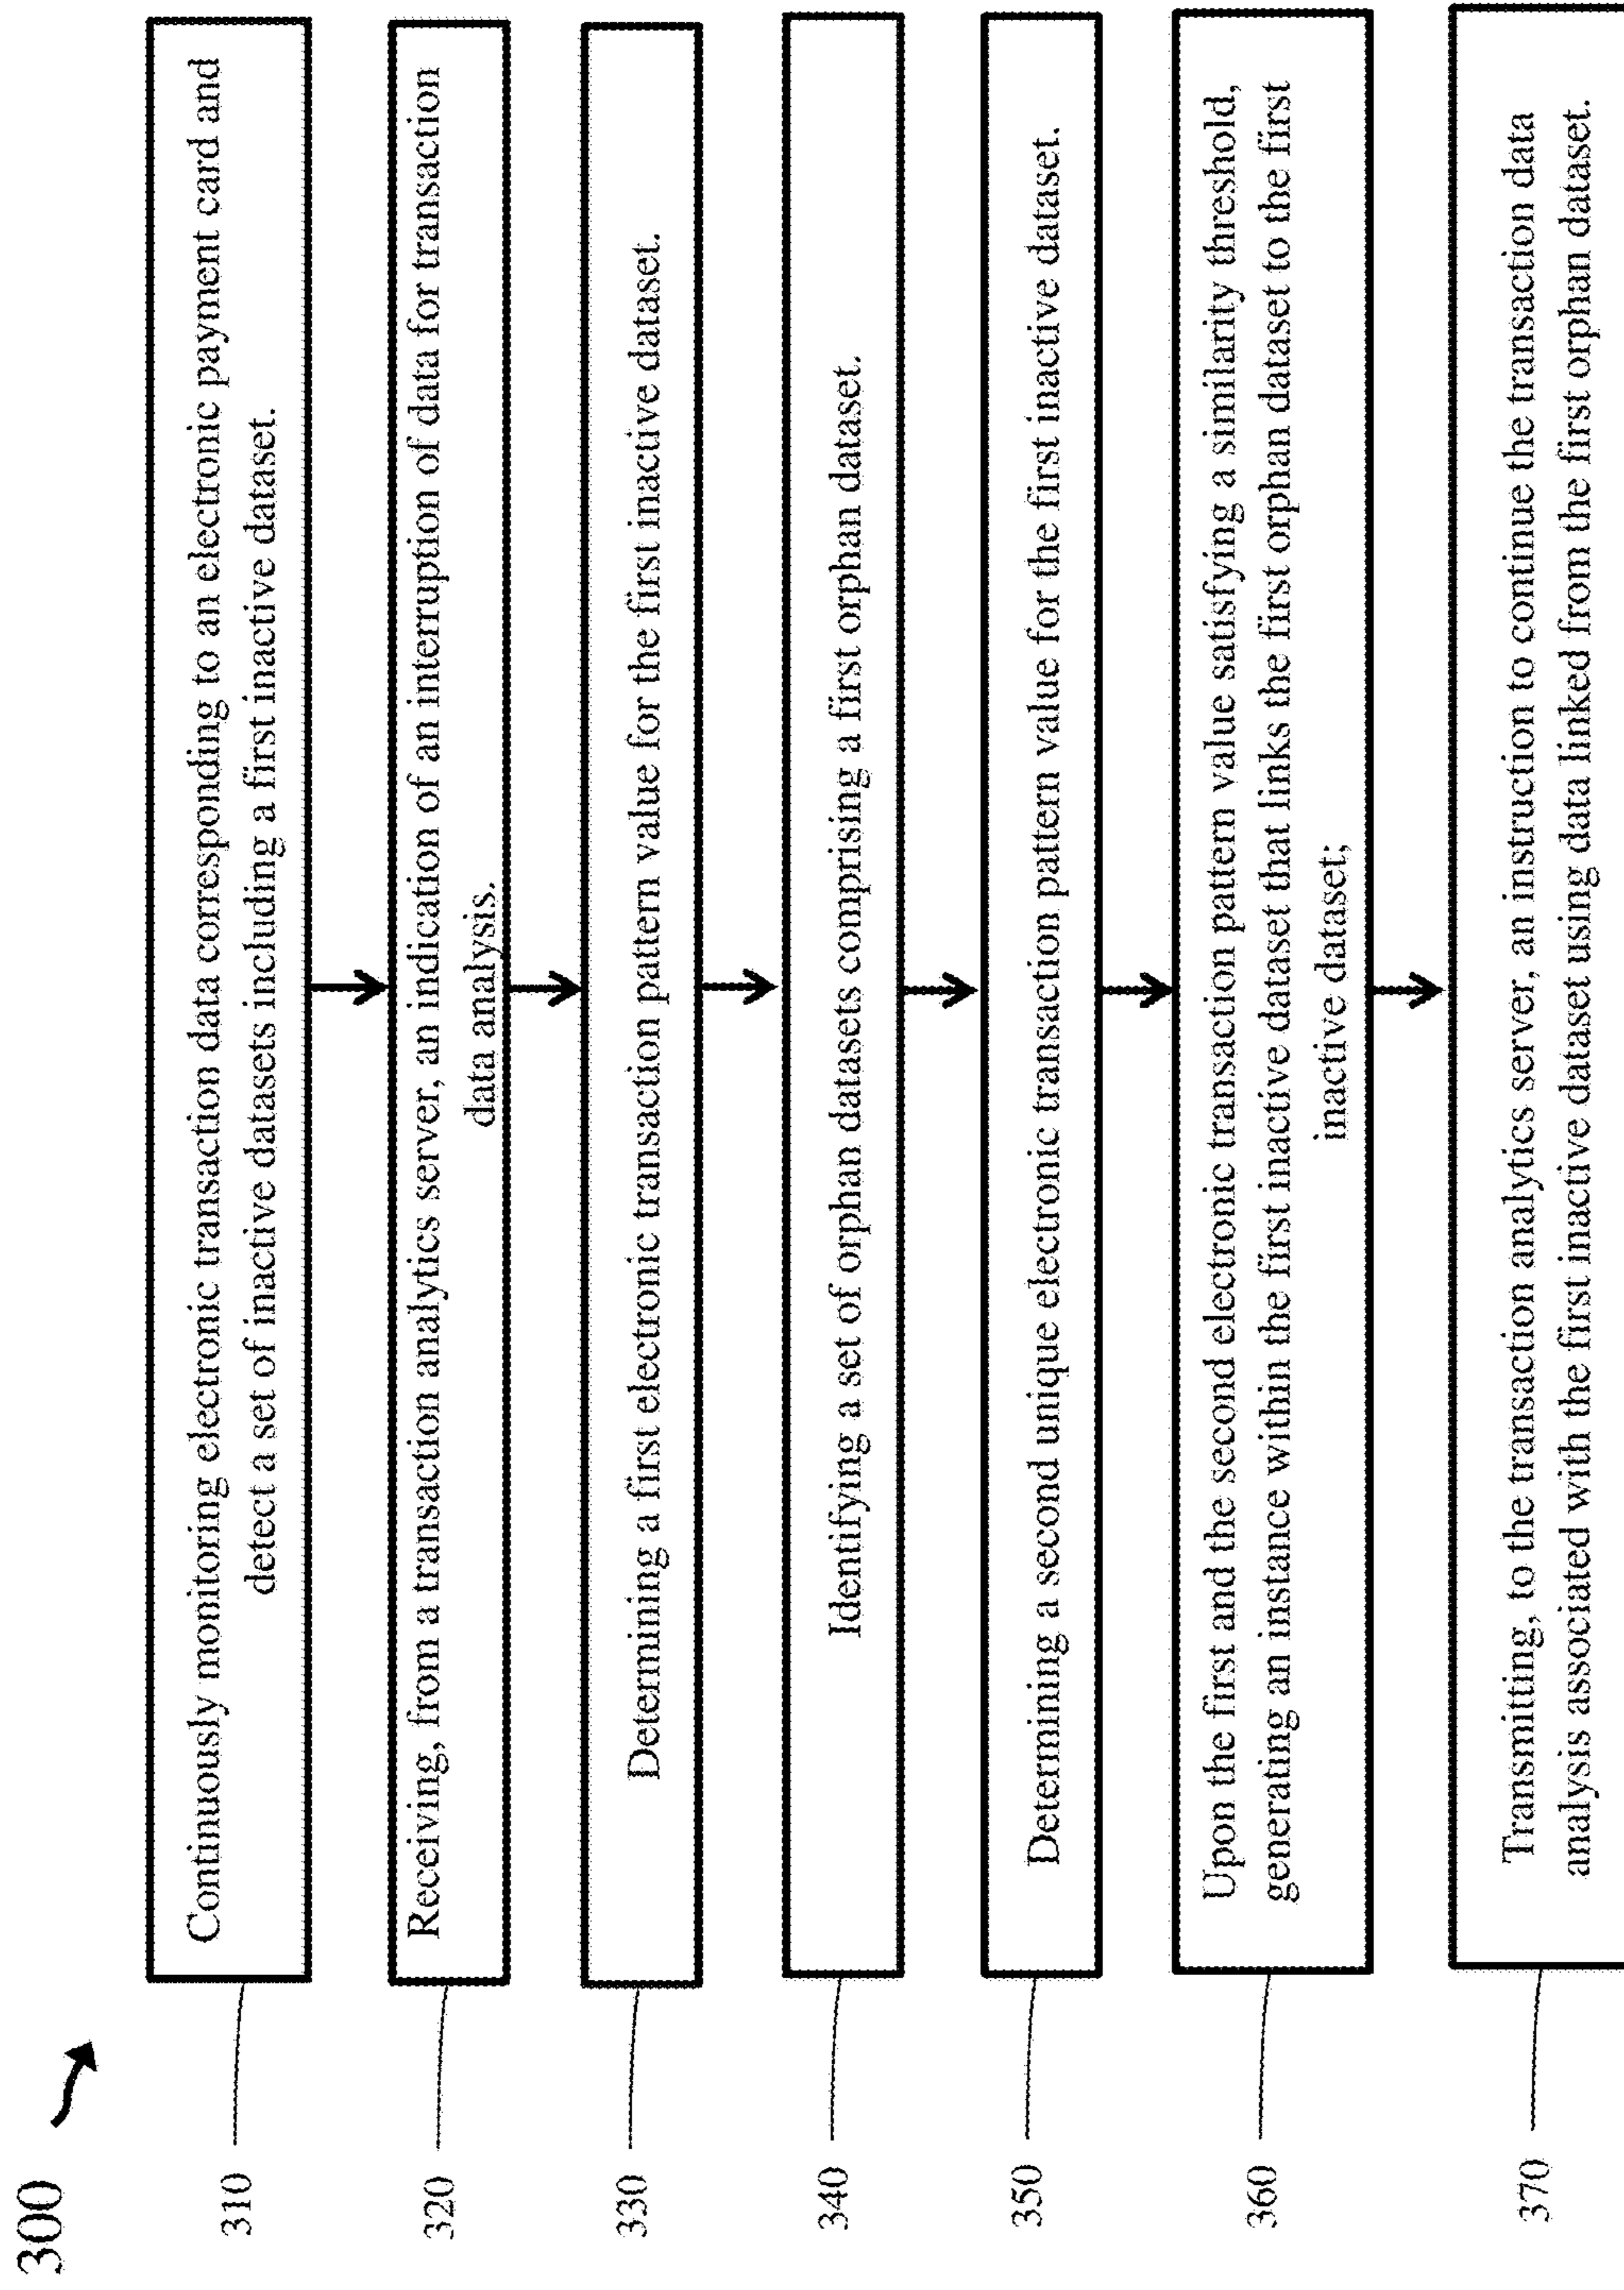 300
310
Continuously monitoring electronic transaction data corresponding to an electronic payment card and
detect a set of inactive datasets including a first inactive dataset.
320
Receiving, from a transaction analytics server, an indication of an interruption of data for transaction
data analysis.
330
Determining a first electronic transaction pattern value for the first inactive dataset.
340
Identifying a set of orphan datasets comprising a first orphan dataset.
350
Determining a second unique electronic transaction pattern value for the first inactive dataset.
360
Upon the first and the second electronic transaction pattern value satisfying a similarity threshold,
generating an instance within the first inactive dataset that links the first orphan dataset to the first
inactive dataset;
370
Transmitting, to the transaction analytics server, an instruction to continue the transaction data
analysis associated with the first inactive dataset using data linked from the first orphan dataset.